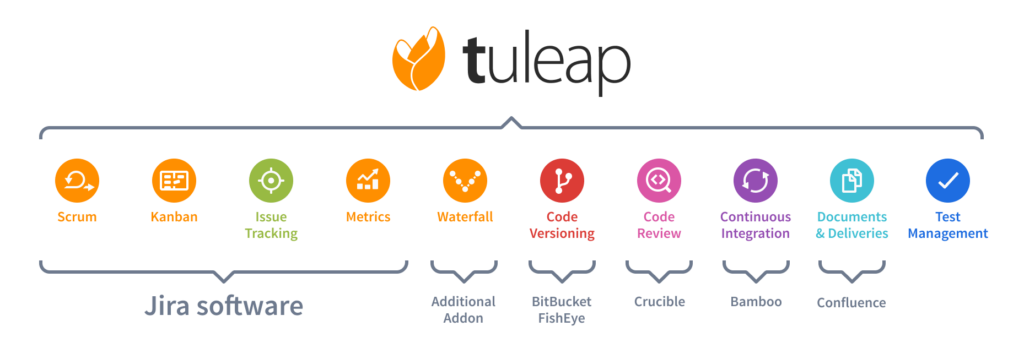 tuleap
Scrum
Kanban
Issue
Tracking
Metrics
Waterfall
Code
Versioning
Code
Review
Continuous
Integration
Documents
& Deliveries
Test
Management
Jira software
Additional
Addon
BitBucket
FishEye
Crucible
Bamboo
Confluence